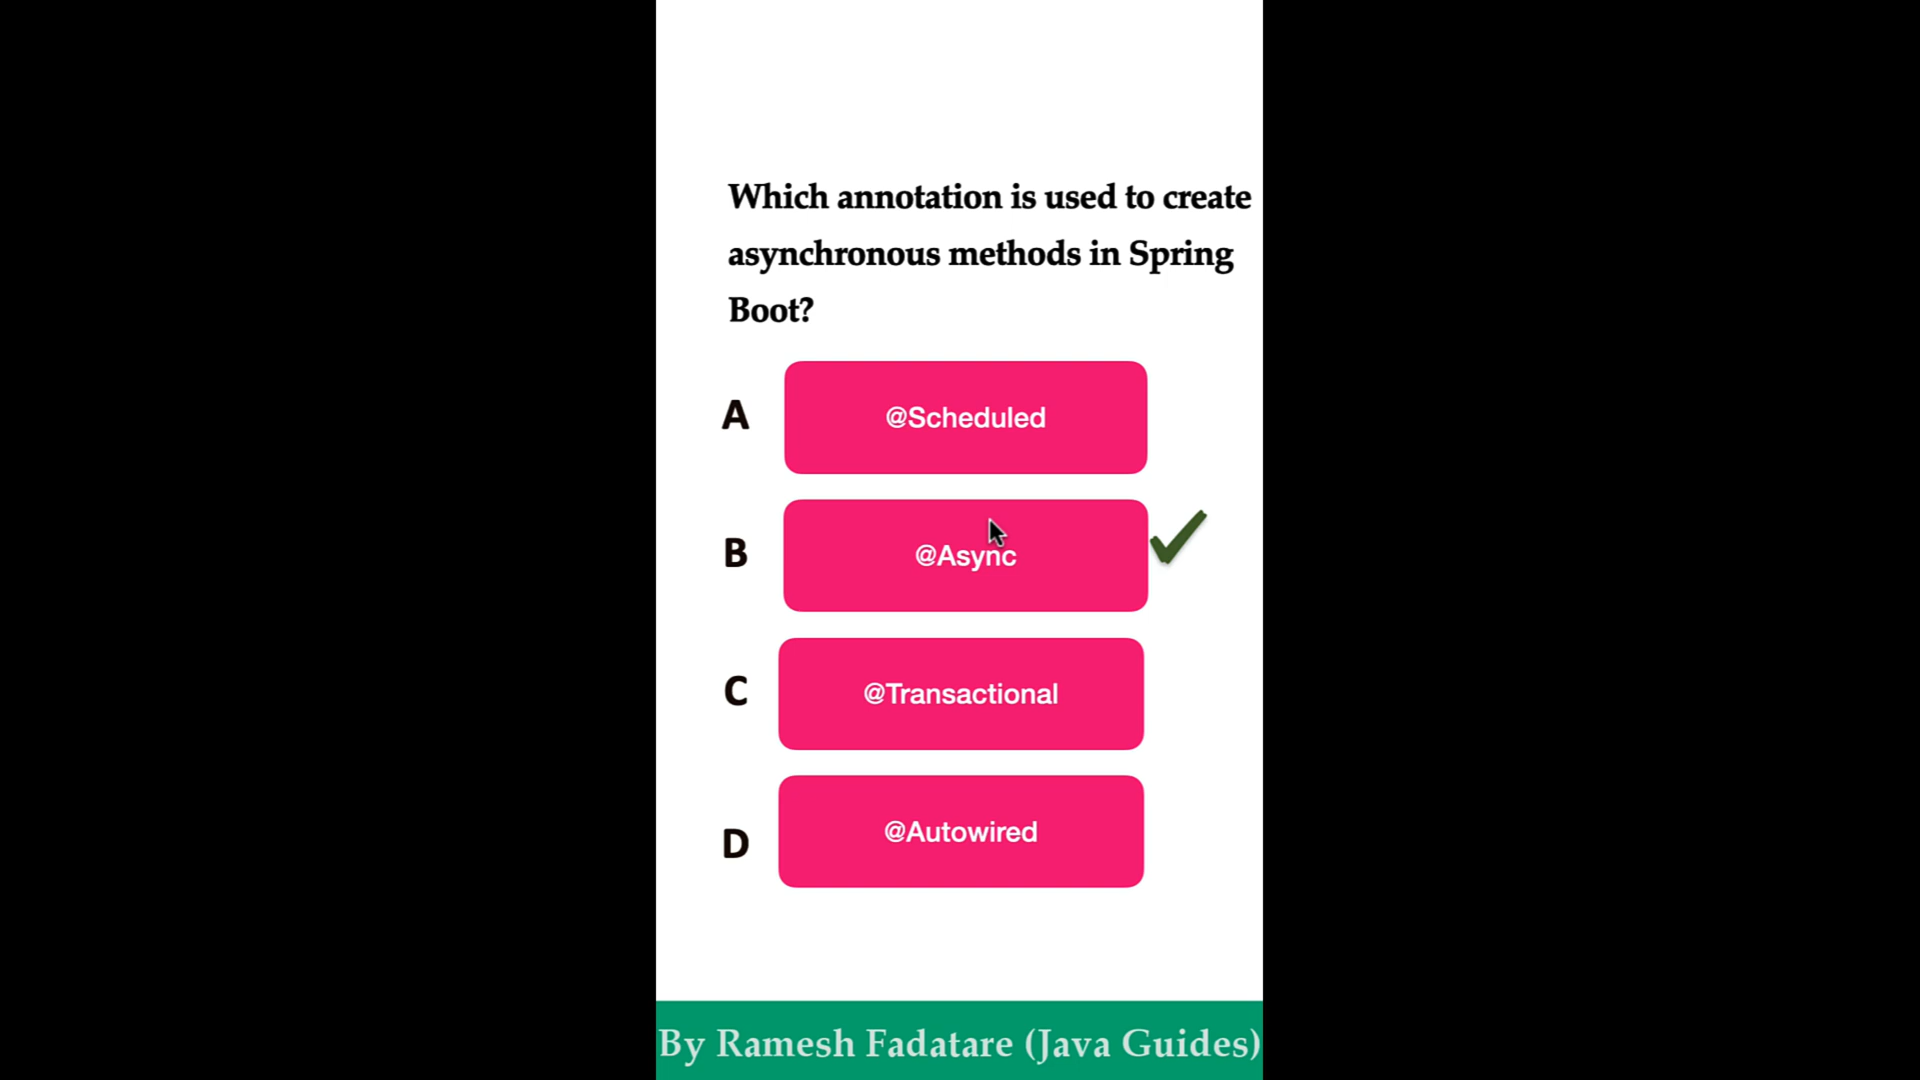 Which annotation is used to create
asynchronous methods in Spring
Boot?
A @Scheduled
B @Async
C @Transactional
D @Autowired
By Ramesh Fadatare (Java Guides)